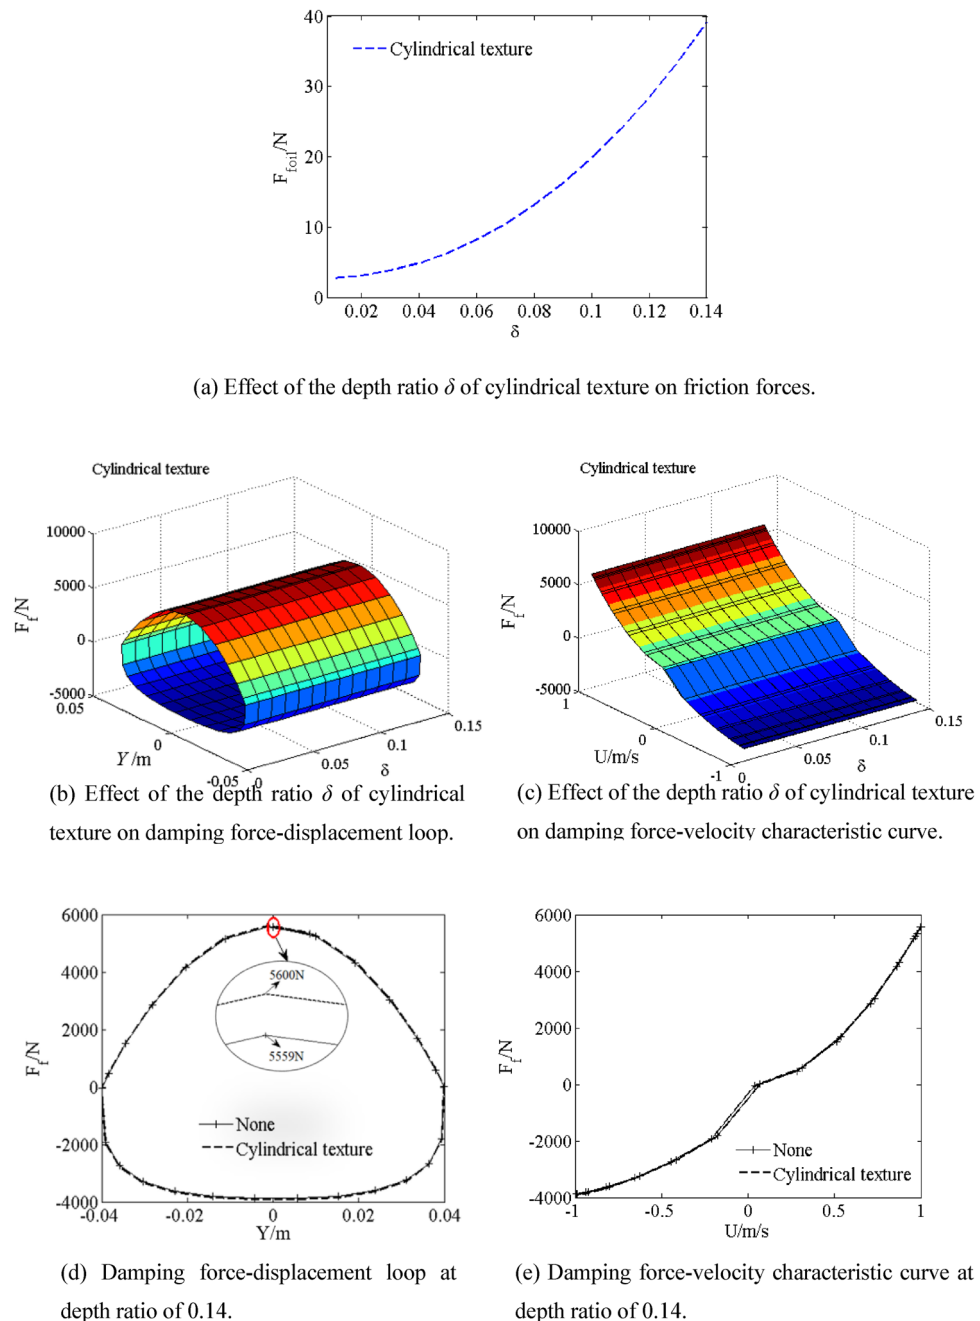 40
30
20
10
0
F_foil/N
Cylindrical texture
0.02 0.04 0.06 0.08 0.1 0.12 0.14
δ
(a) Effect of the depth ratio δ of cylindrical texture on friction forces.
Cylindrical texture
10000
5000
0
-5000
F_f/N
0.05
0
-0.05
Y/m
0
0.05
0.1
0.15
δ
(b) Effect of the depth ratio δ of cylindrical
texture on damping force-displacement loop.
Cylindrical texture
10000
5000
0
-5000
F_f/N
1
0
-1
U/m/s
0
0.05
0.1
0.15
δ
(c) Effect of the depth ratio δ of cylindrical texture
on damping force-velocity characteristic curve.
6000
4000
2000
0
-2000
-4000
F_f/N
5600N
5559N
None
Cylindrical texture
-0.04 -0.02 0 0.02 0.04
Y/m
(d) Damping force-displacement loop at
depth ratio of 0.14.
6000
4000
2000
0
-2000
-4000
F_f/N
None
Cylindrical texture
-1 -0.5 0 0.5 1
U/m/s
(e) Damping force-velocity characteristic curve at
depth ratio of 0.14.